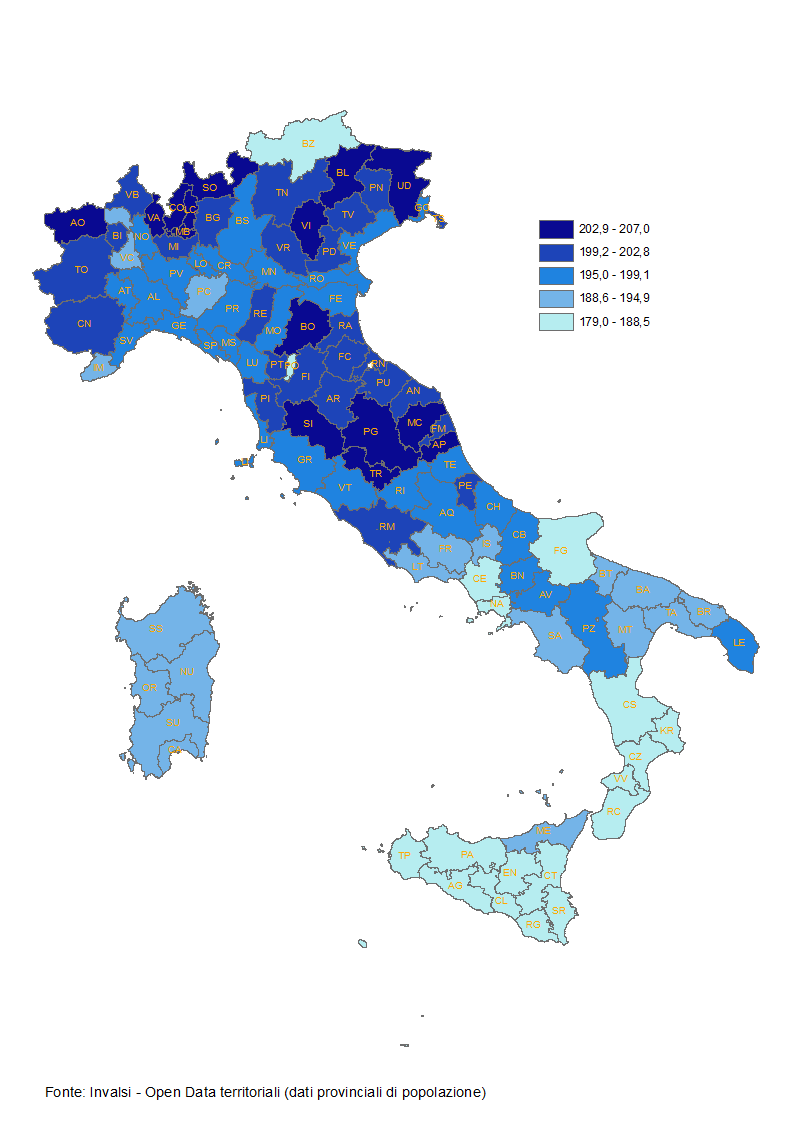 BZ
SO
BL
UD
PN
TN
VB
AO
VA
CO
LC
BG
BS
TV
VI
GO
BI
NO
MB
MI
VR
PD
VE
VC
TO
LO
CR
MN
RO
PV
AT
AL
PC
PR
RE
FE
CN
GE
MO
BO
RA
SV
SP
MS
IM
LU
PT
PO
FI
FC
RN
PU
AN
PI
AR
SI
MC
FM
PG
AP
LI
GR
TR
TE
VT
RI
PE
AQ
CH
RM
CB
FR
IS
LT
FG
CE
BN
NA
AV
BT
BA
SA
PZ
MT
TA
BR
LE
SS
NU
OR
SU
CA
CS
KR
CZ
VV
RC
ME
TP
PA
EN
CT
AG
CL
SR
RG
202,9 - 207,0
199,2 - 202,8
195,0 - 199,1
188,6 - 194,9
179,0 - 188,5
Fonte: Invalsi - Open Data territoriali (dati provinciali di popolazione)